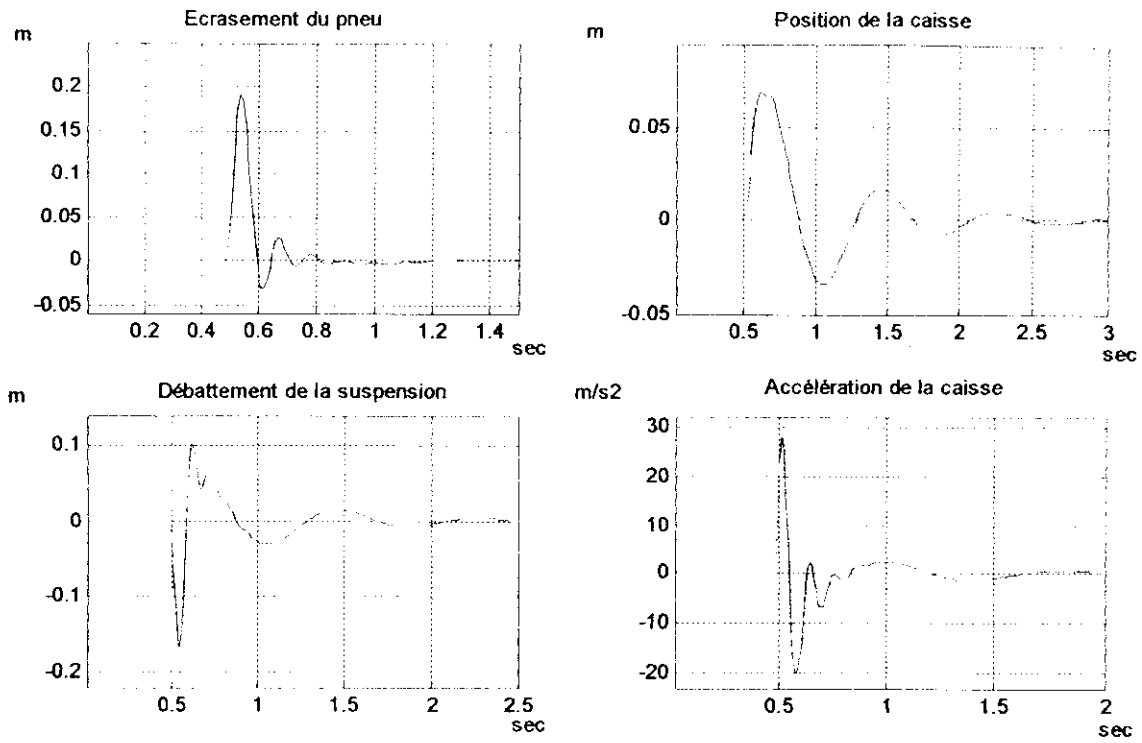 Ecrasement du pneu
m
0.2
0.15
0.1
0.05
0
-0.05
0.2 0.4 0.6 0.8 1 1.2 1.4
sec
Position de la caisse
m
0.05
0
-0.05
0.5 1 1.5 2 2.5 3
sec
Débattement de la suspension
m
0.1
0
-0.1
-0.2
0.5 1 1.5 2 2.5
sec
Accélération de la caisse
m/s2
30
20
10
0
-10
-20
0.5 1 1.5 2
sec